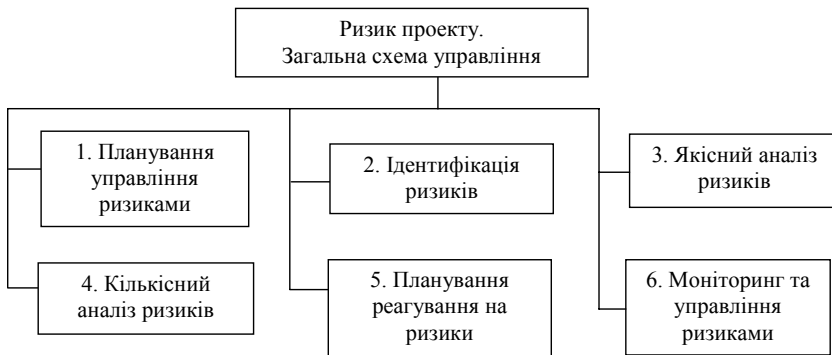 Ризик проекту.
Загальна схема управління
1. Планування
управління
ризиками
2. Ідентифікація
ризиків
3. Якісний аналіз
ризиків
4. Кількісний
аналіз ризиків
5. Планування
реагування на
ризики
6. Моніторинг та
управління
ризиками